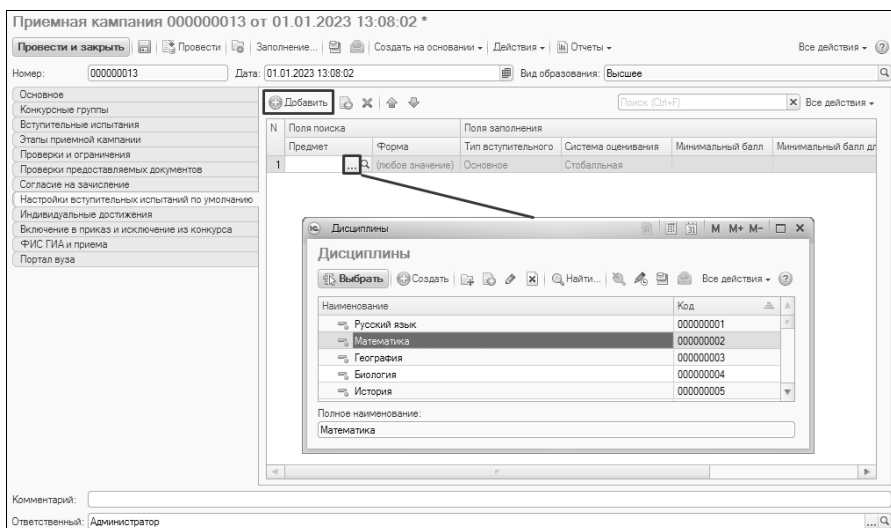 Приемная кампания 000000013 от 01.01.2023 13:08:02 *
Провести и закрыть Провести Заполнение... Создать на основании Действия Отчеты Все действия
Номер: 000000013 Дата: 01.01.2023 13:08:02 Вид образования: Высшее
Основное
Конкурсные группы
Вступительные испытания
Этапы приемной кампании
Проверки и ограничения
Проверки предоставляемых документов
Согласие на зачисление
Настройки вступительных испытаний по умолчанию
Индивидуальные достижения
Включение в приказ и исключение из конкурса
ФИС ГИА и приема
Портал вуза
Добавить Поиск (Ctrl+F) Все действия
N Поля поиска Поля заполнения
Предмет Форма Тип вступительного Система оценивания Минимальный балл Минимальный балл дл
1 ... (любое значение) Основное Стобалльная
Дисциплины M M+ M-
Дисциплины
Выбрать Создать Найти... Все действия
Наименование Код
Русский язык 000000001
Математика 000000002
География 000000003
Биология 000000004
История 000000005
Полное наименование:
Математика
Комментарий:
Ответственный: Администратор ...